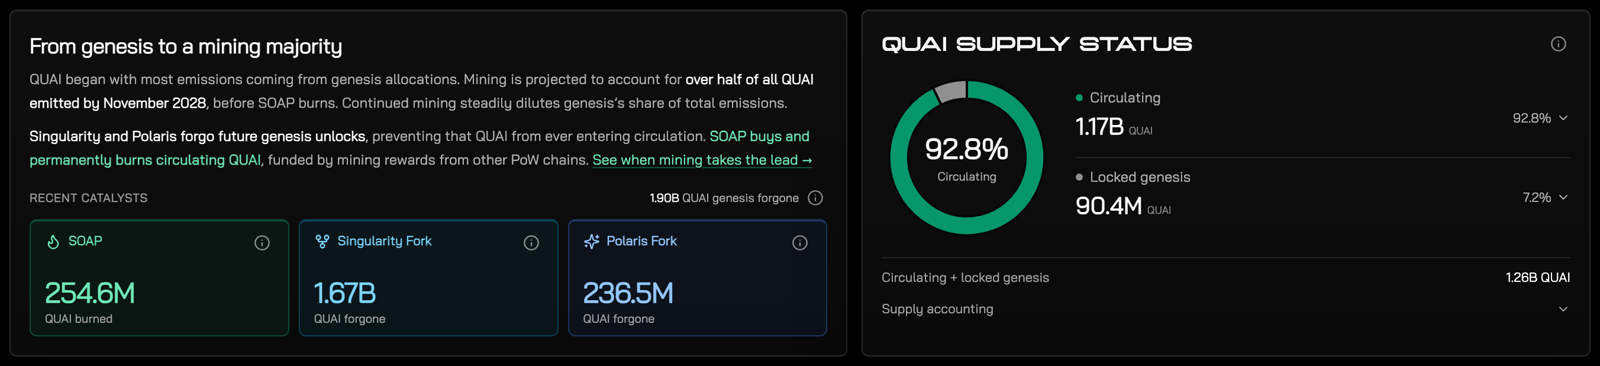 From genesis to a mining majority
QUAI began with most emissions coming from genesis allocations. Mining is projected to account for over half of all QUAI
emitted by November 2028, before SOAP burns. Continued mining steadily dilutes genesis's share of total emissions.
Singularity and Polaris forgo future genesis unlocks, preventing that QUAI from ever entering circulation. SOAP buys and
permanently burns circulating QUAI, funded by mining rewards from other PoW chains. See when mining takes the lead →
RECENT CATALYSTS
1.90B QUAI genesis forgone
SOAP
254.6M
QUAI burned
Singularity Fork
1.67B
QUAI forgone
Polaris Fork
236.5M
QUAI forgone
QUAI SUPPLY STATUS
92.8%
Circulating
Circulating
1.17B QUAI
92.8%
Locked genesis
90.4M QUAI
7.2%
Circulating + locked genesis
1.26B QUAI
Supply accounting